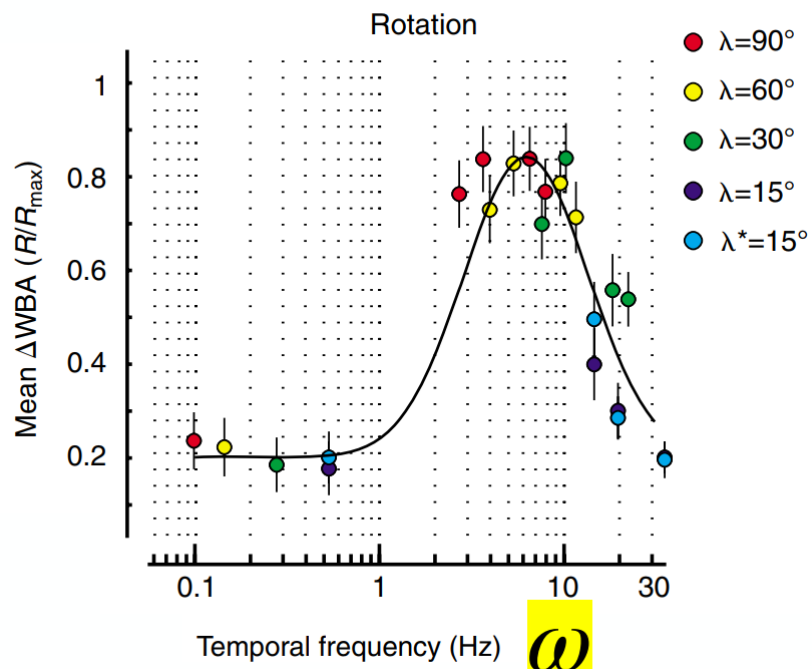 Rotation
λ=90°
λ=60°
λ=30°
λ=15°
λ*=15°
Mean ΔWBA (R/Rmax)
1
0.8
0.6
0.4
0.2
0.1 1 10 30
Temporal frequency (Hz) ω